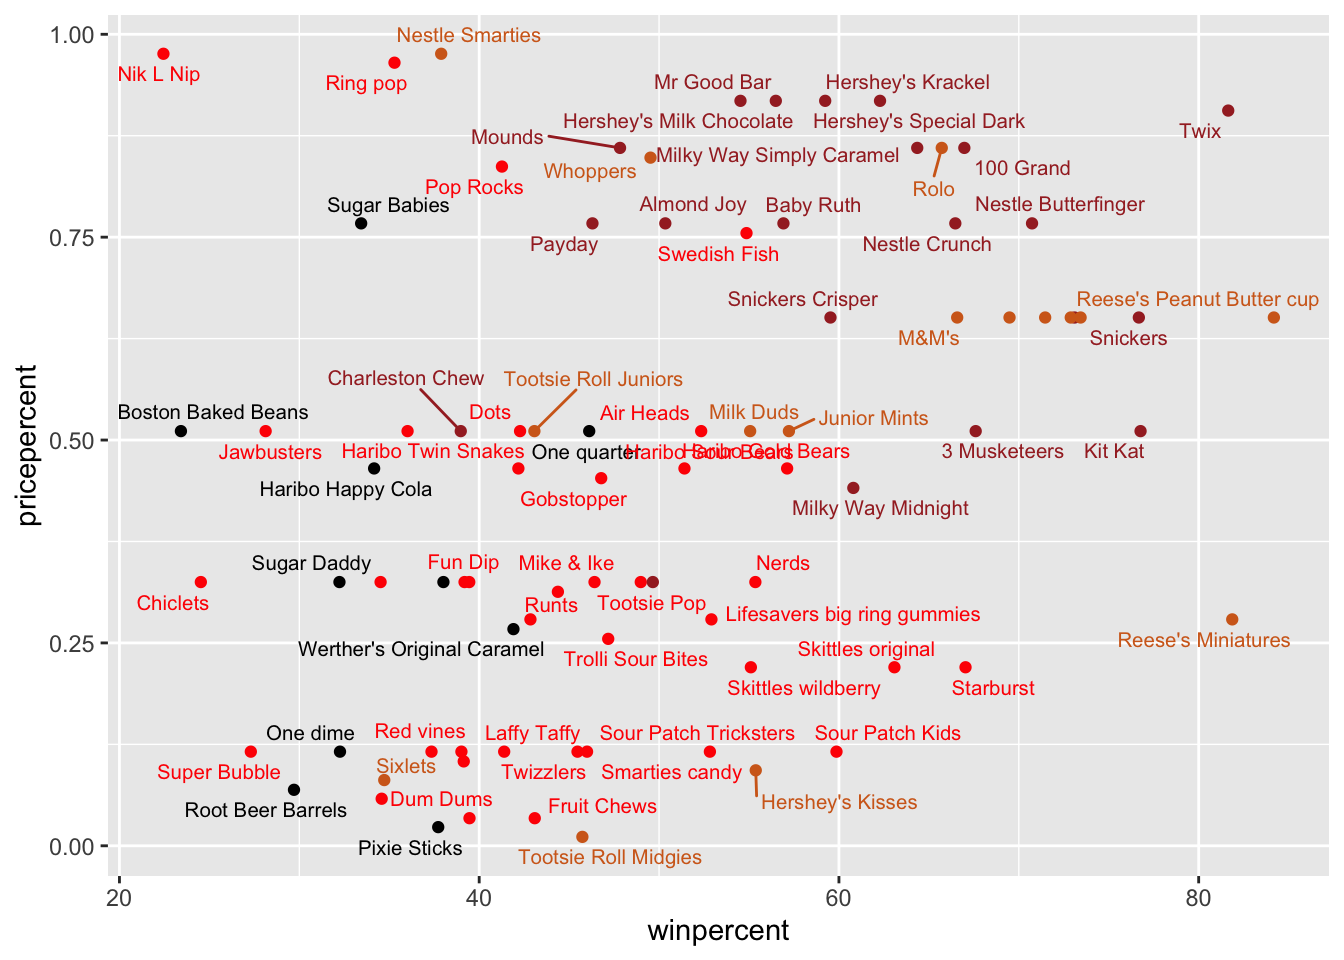 1.00
Nestle Smarties
Nik L Nip
Ring pop
Mr Good Bar
Hershey's Krackel
Hershey's Milk Chocolate
Hershey's Special Dark
Twix
Mounds
Whoppers
Milky Way Simply Caramel
100 Grand
Pop Rocks
Rolo
Sugar Babies
Almond Joy
Baby Ruth
Nestle Butterfinger
0.75
Payday
Nestle Crunch
Swedish Fish
Snickers Crisper
Reese's Peanut Butter cup
M&M's
Snickers
Charleston Chew
Tootsie Roll Juniors
Boston Baked Beans
Dots
Air Heads
Milk Duds
Junior Mints
0.50
Jawbusters
Haribo Twin Snakes
One quarter
Haribo Sour Bears
Haribo Gold Bears
3 Musketeers
Kit Kat
Haribo Happy Cola
Gobstopper
Milky Way Midnight
pricepercent
Sugar Daddy
Fun Dip
Mike & Ike
Nerds
Chiclets
Runts
Tootsie Pop
Lifesavers big ring gummies
0.25
Werther's Original Caramel
Trolli Sour Bites
Skittles original
Reese's Miniatures
Skittles wildberry
Starburst
One dime
Red vines
Laffy Taffy
Sour Patch Tricksters
Sour Patch Kids
Super Bubble
Sixlets
Twizzlers
Smarties candy
Root Beer Barrels
Dum Dums
Fruit Chews
Hershey's Kisses
0.00
Pixie Sticks
Tootsie Roll Midgies
20
40
60
80
winpercent